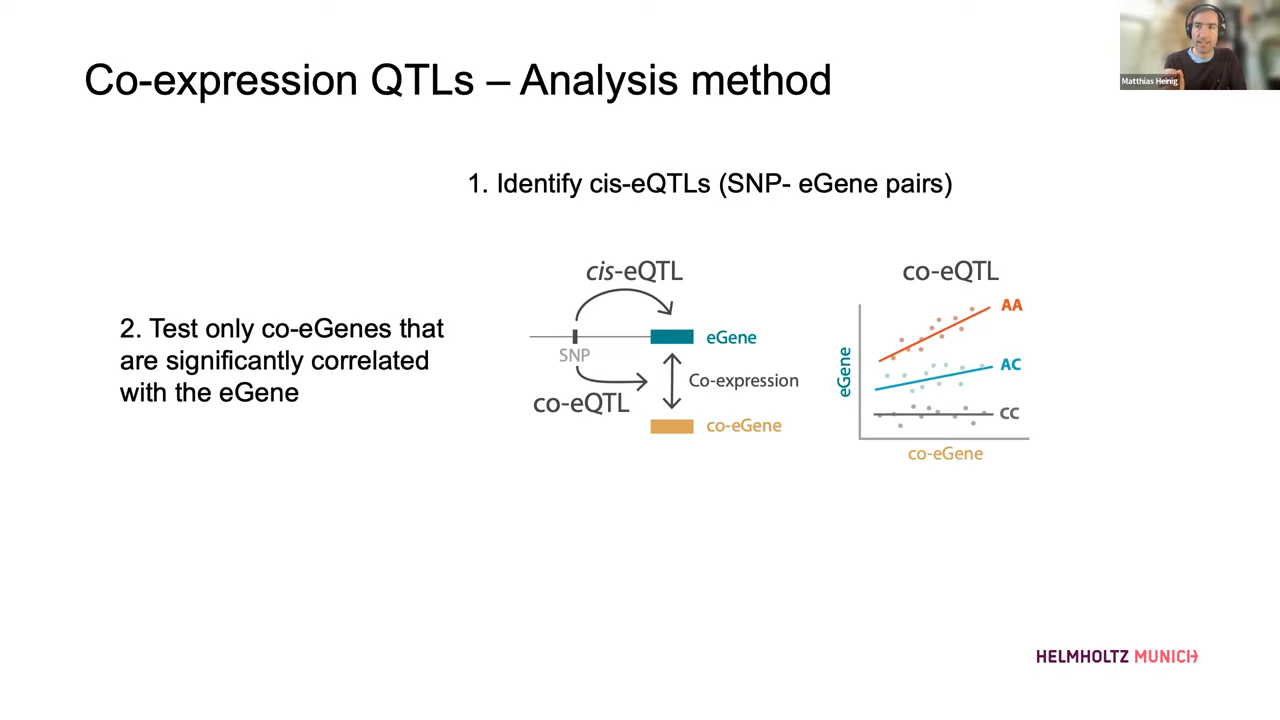 Matthias Heinig
Co-expression QTLs – Analysis method
1. Identify cis-eQTLs (SNP- eGene pairs)
2. Test only co-eGenes that
are significantly correlated
with the eGene
cis-eQTL
SNP
eGene
co-eQTL
Co-expression
co-eGene
co-eQTL
AA
AC
CC
eGene
co-eGene
HELMHOLTZ MUNICH